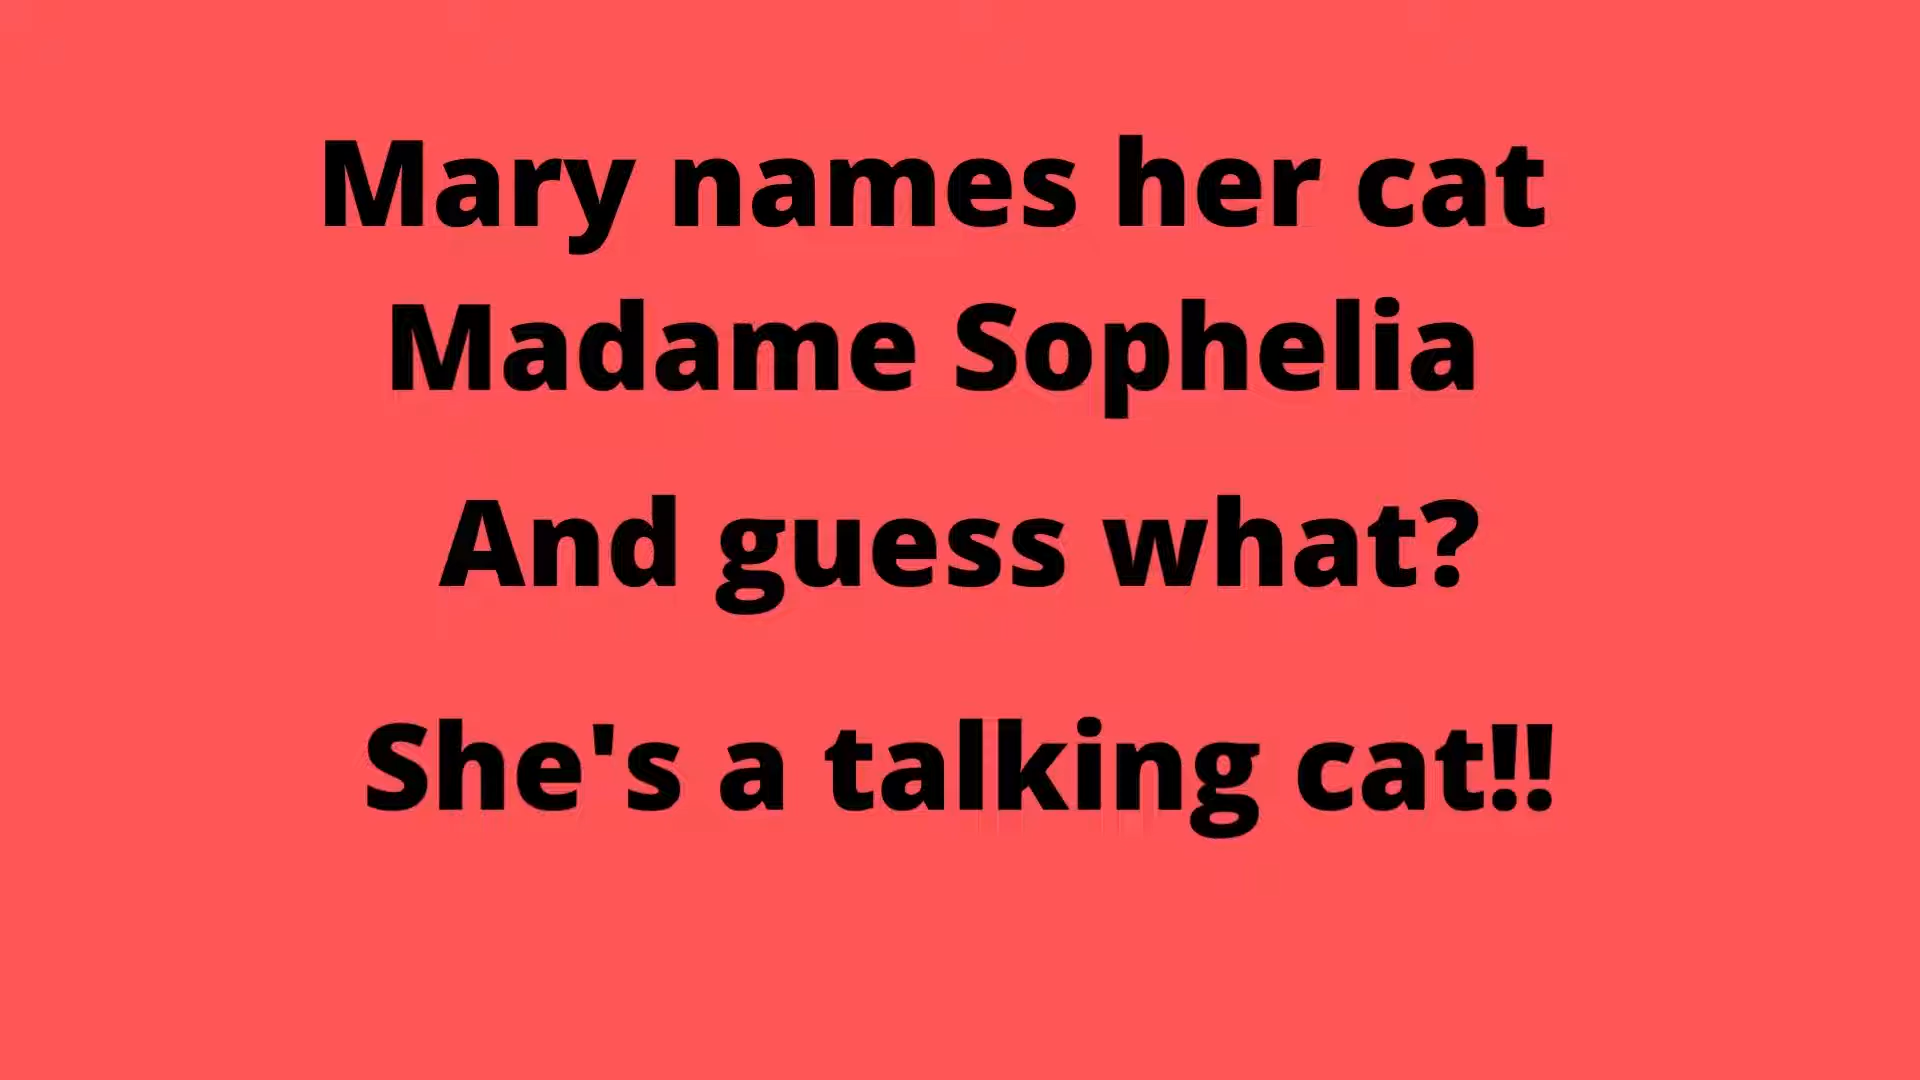 Mary names her cat
Madame Sophelia
And guess what?
She's a talking cat!!